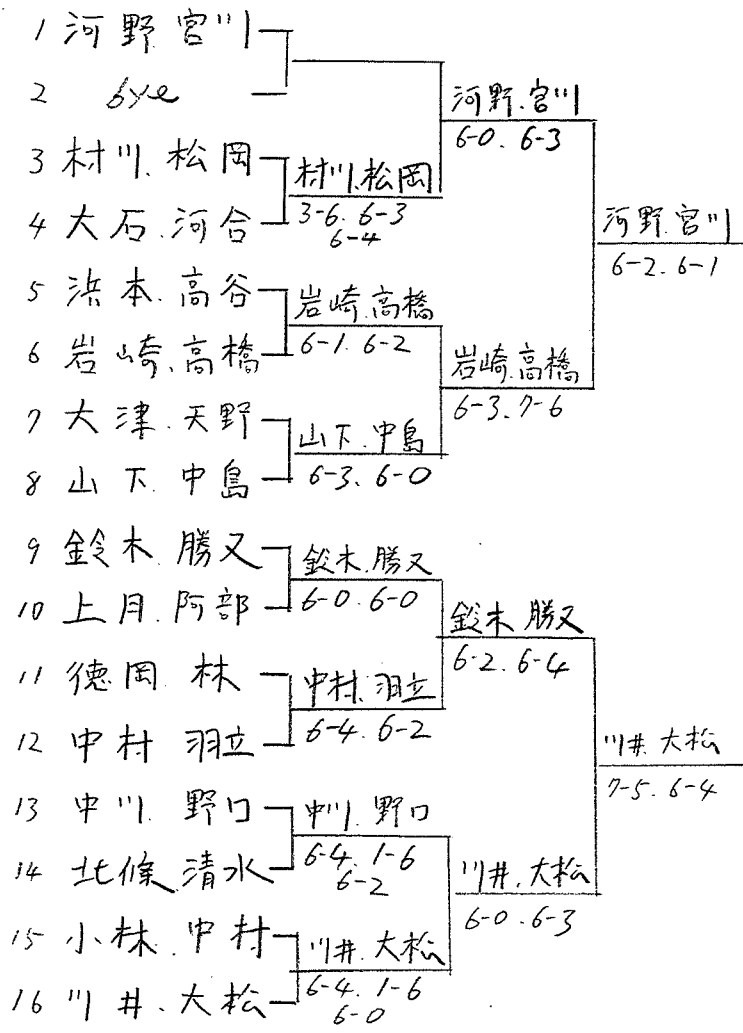 1 河野 宮川
2 bye
河野.宮川
6-0. 6-3
3 村川. 松岡
村川.松岡
3-6. 6-3
6-4
4 大石.河合
河野.宮川
6-2. 6-1
5 浜本.高谷
岩崎.高橋
6-1. 6-2
6 岩崎.高橋
岩崎.高橋
6-3. 7-6
7 大津.天野
山下.中島
6-3. 6-0
8 山下.中島
9 鈴木.勝又
鈴木.勝又
6-0. 6-0
10 上月.阿部
鈴木 勝又
6-2. 6-4
11 徳岡 林
中村.羽立
6-4. 6-2
12 中村 羽立
川井.大松
7-5. 6-4
13 中川.野口
中川.野口
6-4. 1-6
6-2
14 北條.清水
川井.大松
6-0. 6-3
15 小林.中村
川井.大松
6-4. 1-6
6-0
16 川井.大松